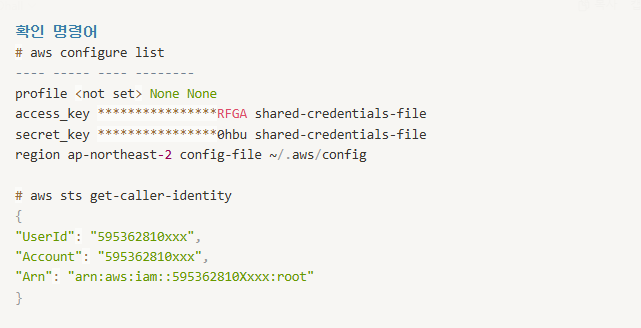 확인 명령어
# aws configure list
---- ----- ---- --------
profile <not set> None None
access_key ****************RFGA shared-credentials-file
secret_key ****************0hbu shared-credentials-file
region ap-northeast-2 config-file ~/.aws/config
# aws sts get-caller-identity
{
"UserId": "595362810xxx",
"Account": "595362810xxx",
"Arn": "arn:aws:iam::595362810Xxxx:root"
}